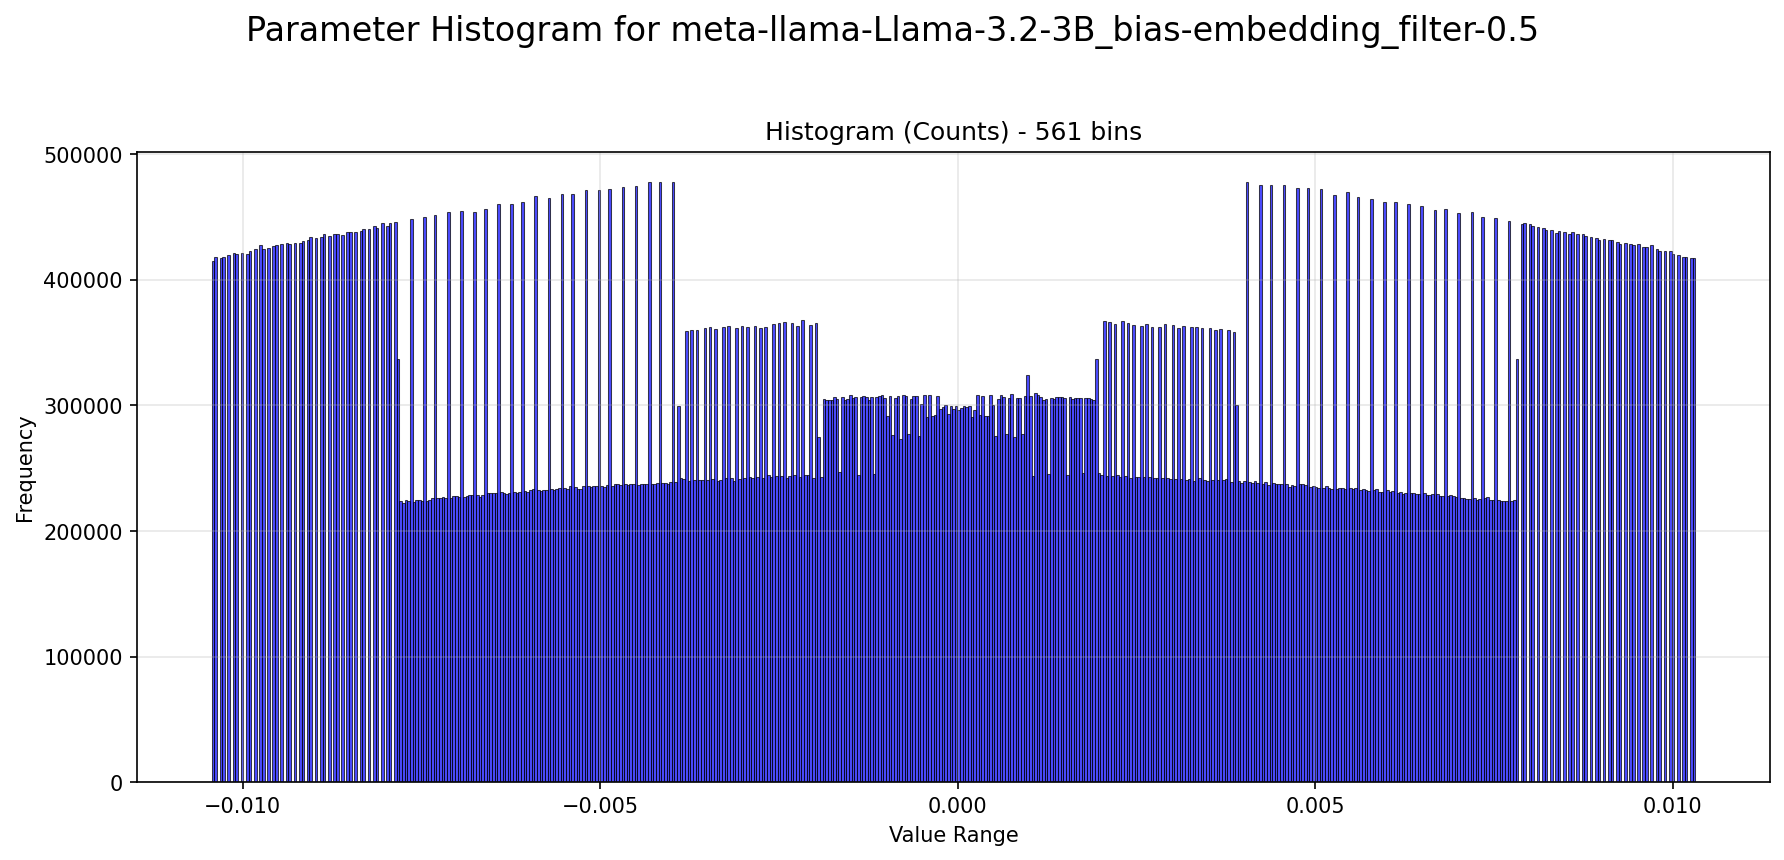 Parameter Histogram for meta-llama-Llama-3.2-3B_bias-embedding_filter-0.5
Histogram (Counts) - 561 bins
500000
400000
300000
200000
100000
0
Frequency
−0.010
−0.005
0.000
0.005
0.010
Value Range